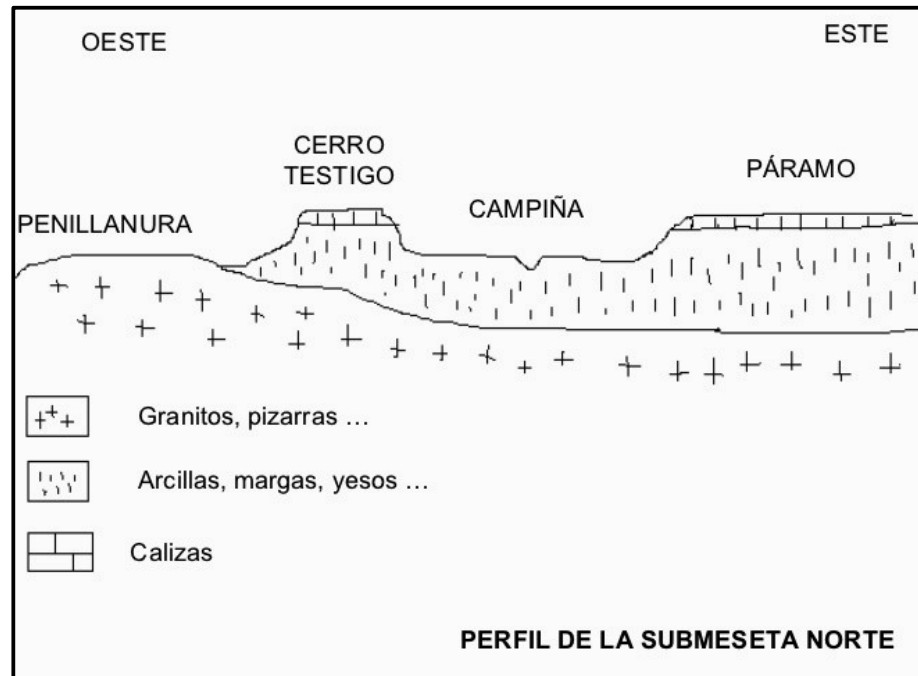 OESTE
ESTE
CERRO
TESTIGO
PÁRAMO
PENILLANURA
CAMPIÑA
Granitos, pizarras …
Arcillas, margas, yesos …
Calizas
PERFIL DE LA SUBMESETA NORTE